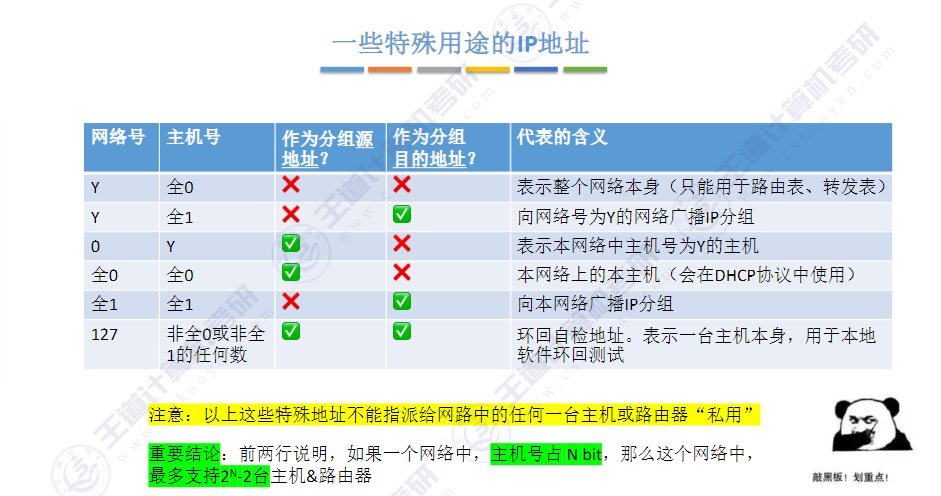 一些特殊用途的IP地址
网络号 主机号 作为分组源地址？ 作为分组目的地址？ 代表的含义
Y 全0 ❌ ❌ 表示整个网络本身（只能用于路由表、转发表）
Y 全1 ❌ ✅ 向网络号为Y的网络广播IP分组
0 Y ✅ ❌ 表示本网络中主机号为Y的主机
全0 全0 ✅ ❌ 本网络上的本主机（会在DHCP协议中使用）
全1 全1 ❌ ✅ 向本网络广播IP分组
127 非全0或非全1的任何数 ✅ ✅ 环回自检地址。表示一台主机本身，用于本地软件环回测试
注意：以上这些特殊地址不能指派给网路中的任何一台主机或路由器“私用”
重要结论：前两行说明，如果一个网络中，主机号占 N bit，那么这个网络中，
最多支持2ᴺ-2台主机&路由器
敲黑板！划重点！
王道计算机考研